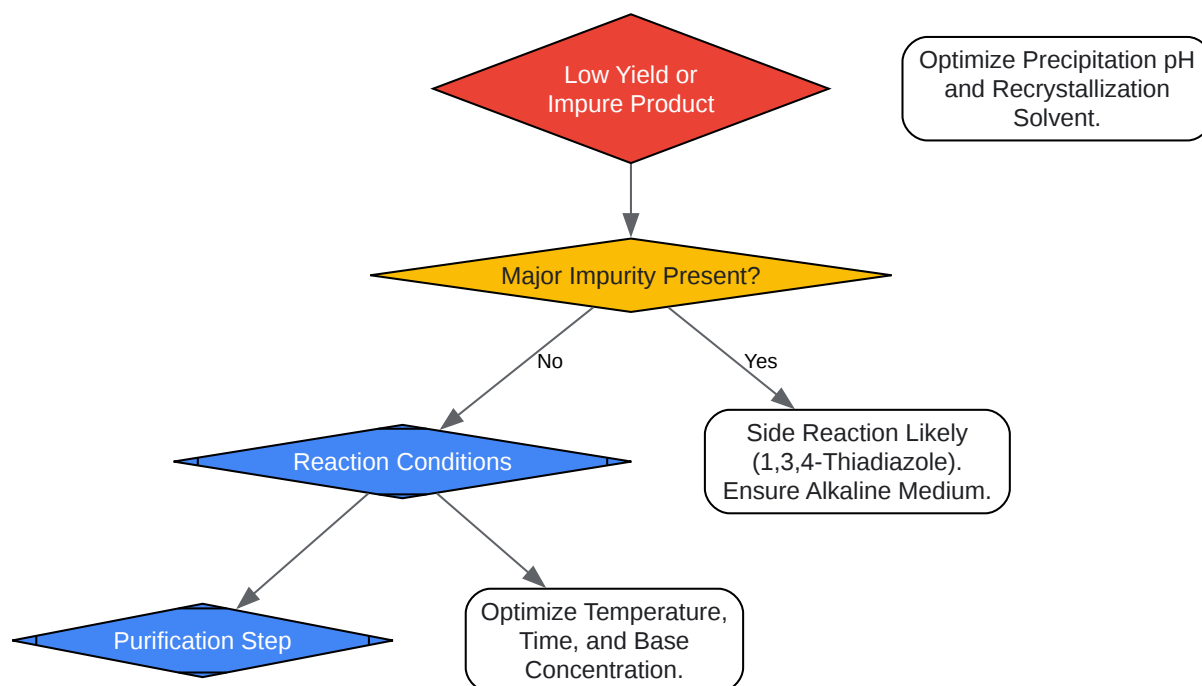 Low Yield or
Impure Product
Optimize Precipitation pH
and Recrystallization
Solvent.
Major Impurity Present?
No
Yes
Reaction Conditions
Side Reaction Likely
(1,3,4-Thiadiazole).
Ensure Alkaline Medium.
Purification Step
Optimize Temperature,
Time, and Base
Concentration.